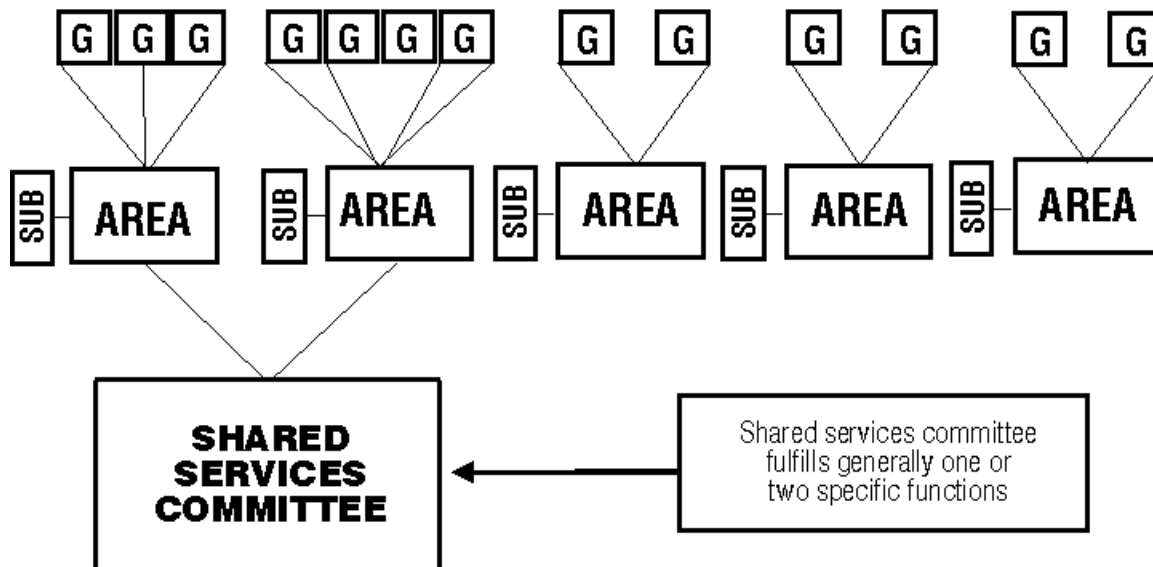 G G G G G G G G G G G G G
SUB AREA SUB AREA SUB AREA SUB AREA SUB AREA
SHARED
SERVICES
COMMITTEE
Shared services committee
fulfills generally one or
two specific functions